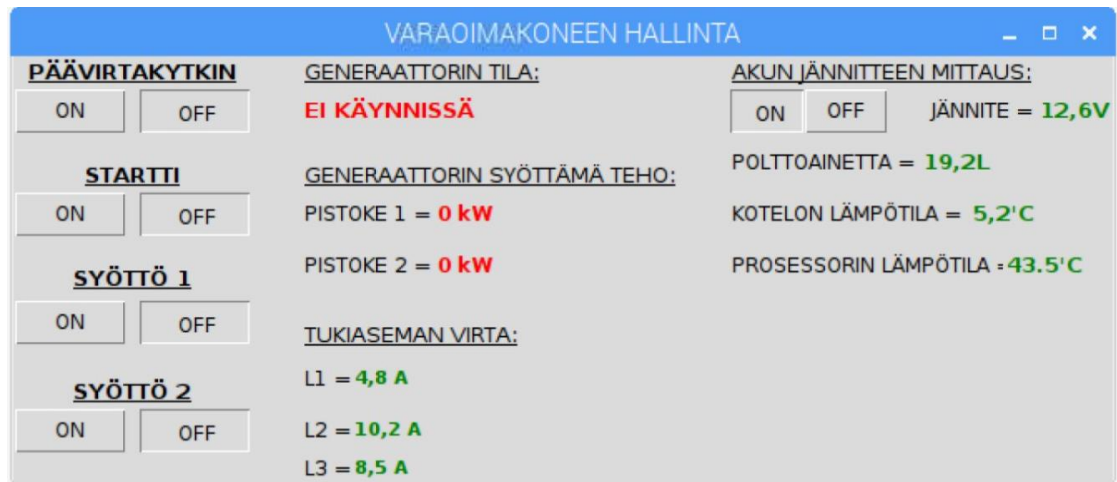 VARAOIMAKONEEN HALLINTA
PÄÄVIRTAKYTKIN
ON OFF
STARTTI
ON OFF
SYÖTTÖ 1
ON OFF
SYÖTTÖ 2
ON OFF
GENERAATTORIN TILA:
EI KÄYNNISSÄ
GENERAATTORIN SYÖTTÄMÄ TEHO:
PISTOKE 1 = 0 kW
PISTOKE 2 = 0 kW
TUKIASEMAN VIRTA:
L1 = 4,8 A
L2 = 10,2 A
L3 = 8,5 A
AKUN JÄNNITTEEN MITTAUS:
ON OFF JÄNNITE = 12,6V
POLTTOAINETTA = 19,2L
KOTELON LÄMPÖTILA = 5,2'C
PROSESSORIN LÄMPÖTILA = 43.5'C